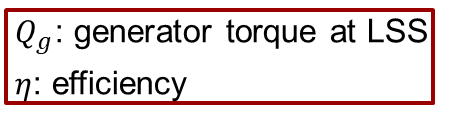 Q_g: generator torque at LSS
η: efficiency